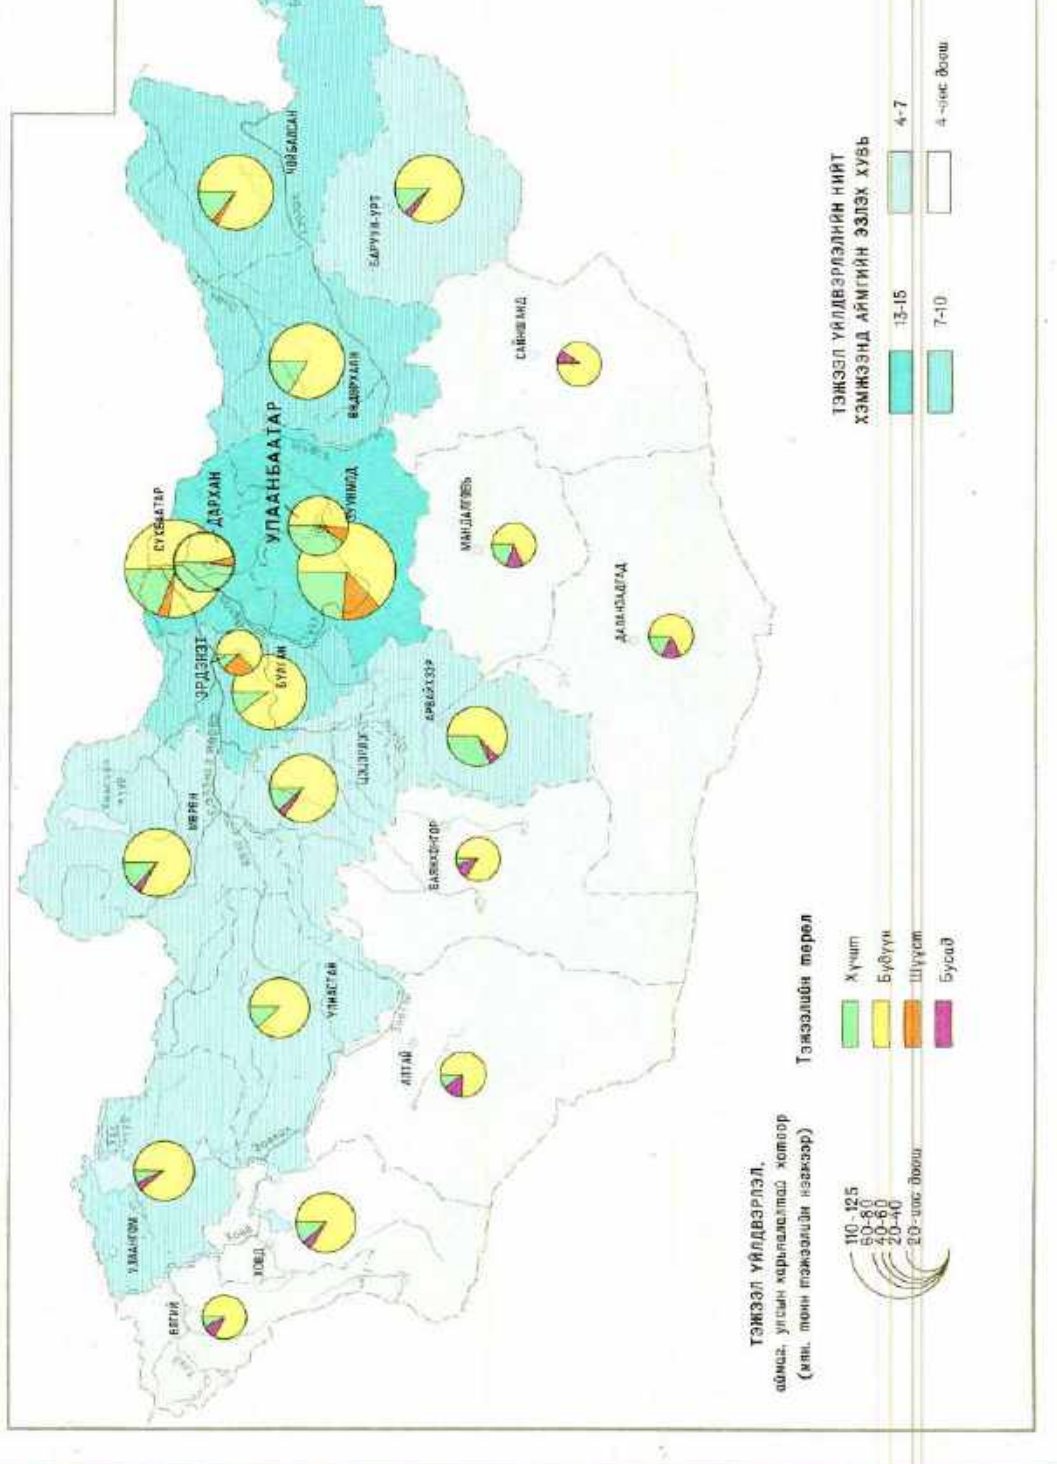 УЛААНГОМ
ӨЛГИЙ
ХОВД
Ховд
УЛИАСТАЙ
АЛТАЙ
МӨРӨН
ЦЭЦЭРЛЭГ
БАЯНХОНГОР
АРВАЙХЭЭР
ЭРДЭНЭТ
БУЛГАН
СҮХБААТАР
ДАРХАН
УЛААНБААТАР
ЗУУНМОД
МАНДАЛГОВЬ
ДАЛАНЗАДГАД
САЙНШАНД
ӨНДӨРХААН
ЧОЙБАЛСАН
БАРУУН-УРТ
ТЭЖЭЭЛ ҮЙЛДВЭРЛЭЛ,
аймаг, улсын харьяалалтай хотоор
(мян. тонн тэжээлийн нэгжээр)
110-125
60-80
40-60
20-40
20-иос доош
Тэжээлийн төрөл
Хүчит
Бүдүүн
Шүүст
Бусад
ТЭЖЭЭЛ ҮЙЛДВЭРЛЭЛИЙН НИЙТ
ХЭМЖЭЭНД АЙМГИЙН ЭЗЛЭХ ХУВЬ
13-15
4-7
7-10
4-өөс доош